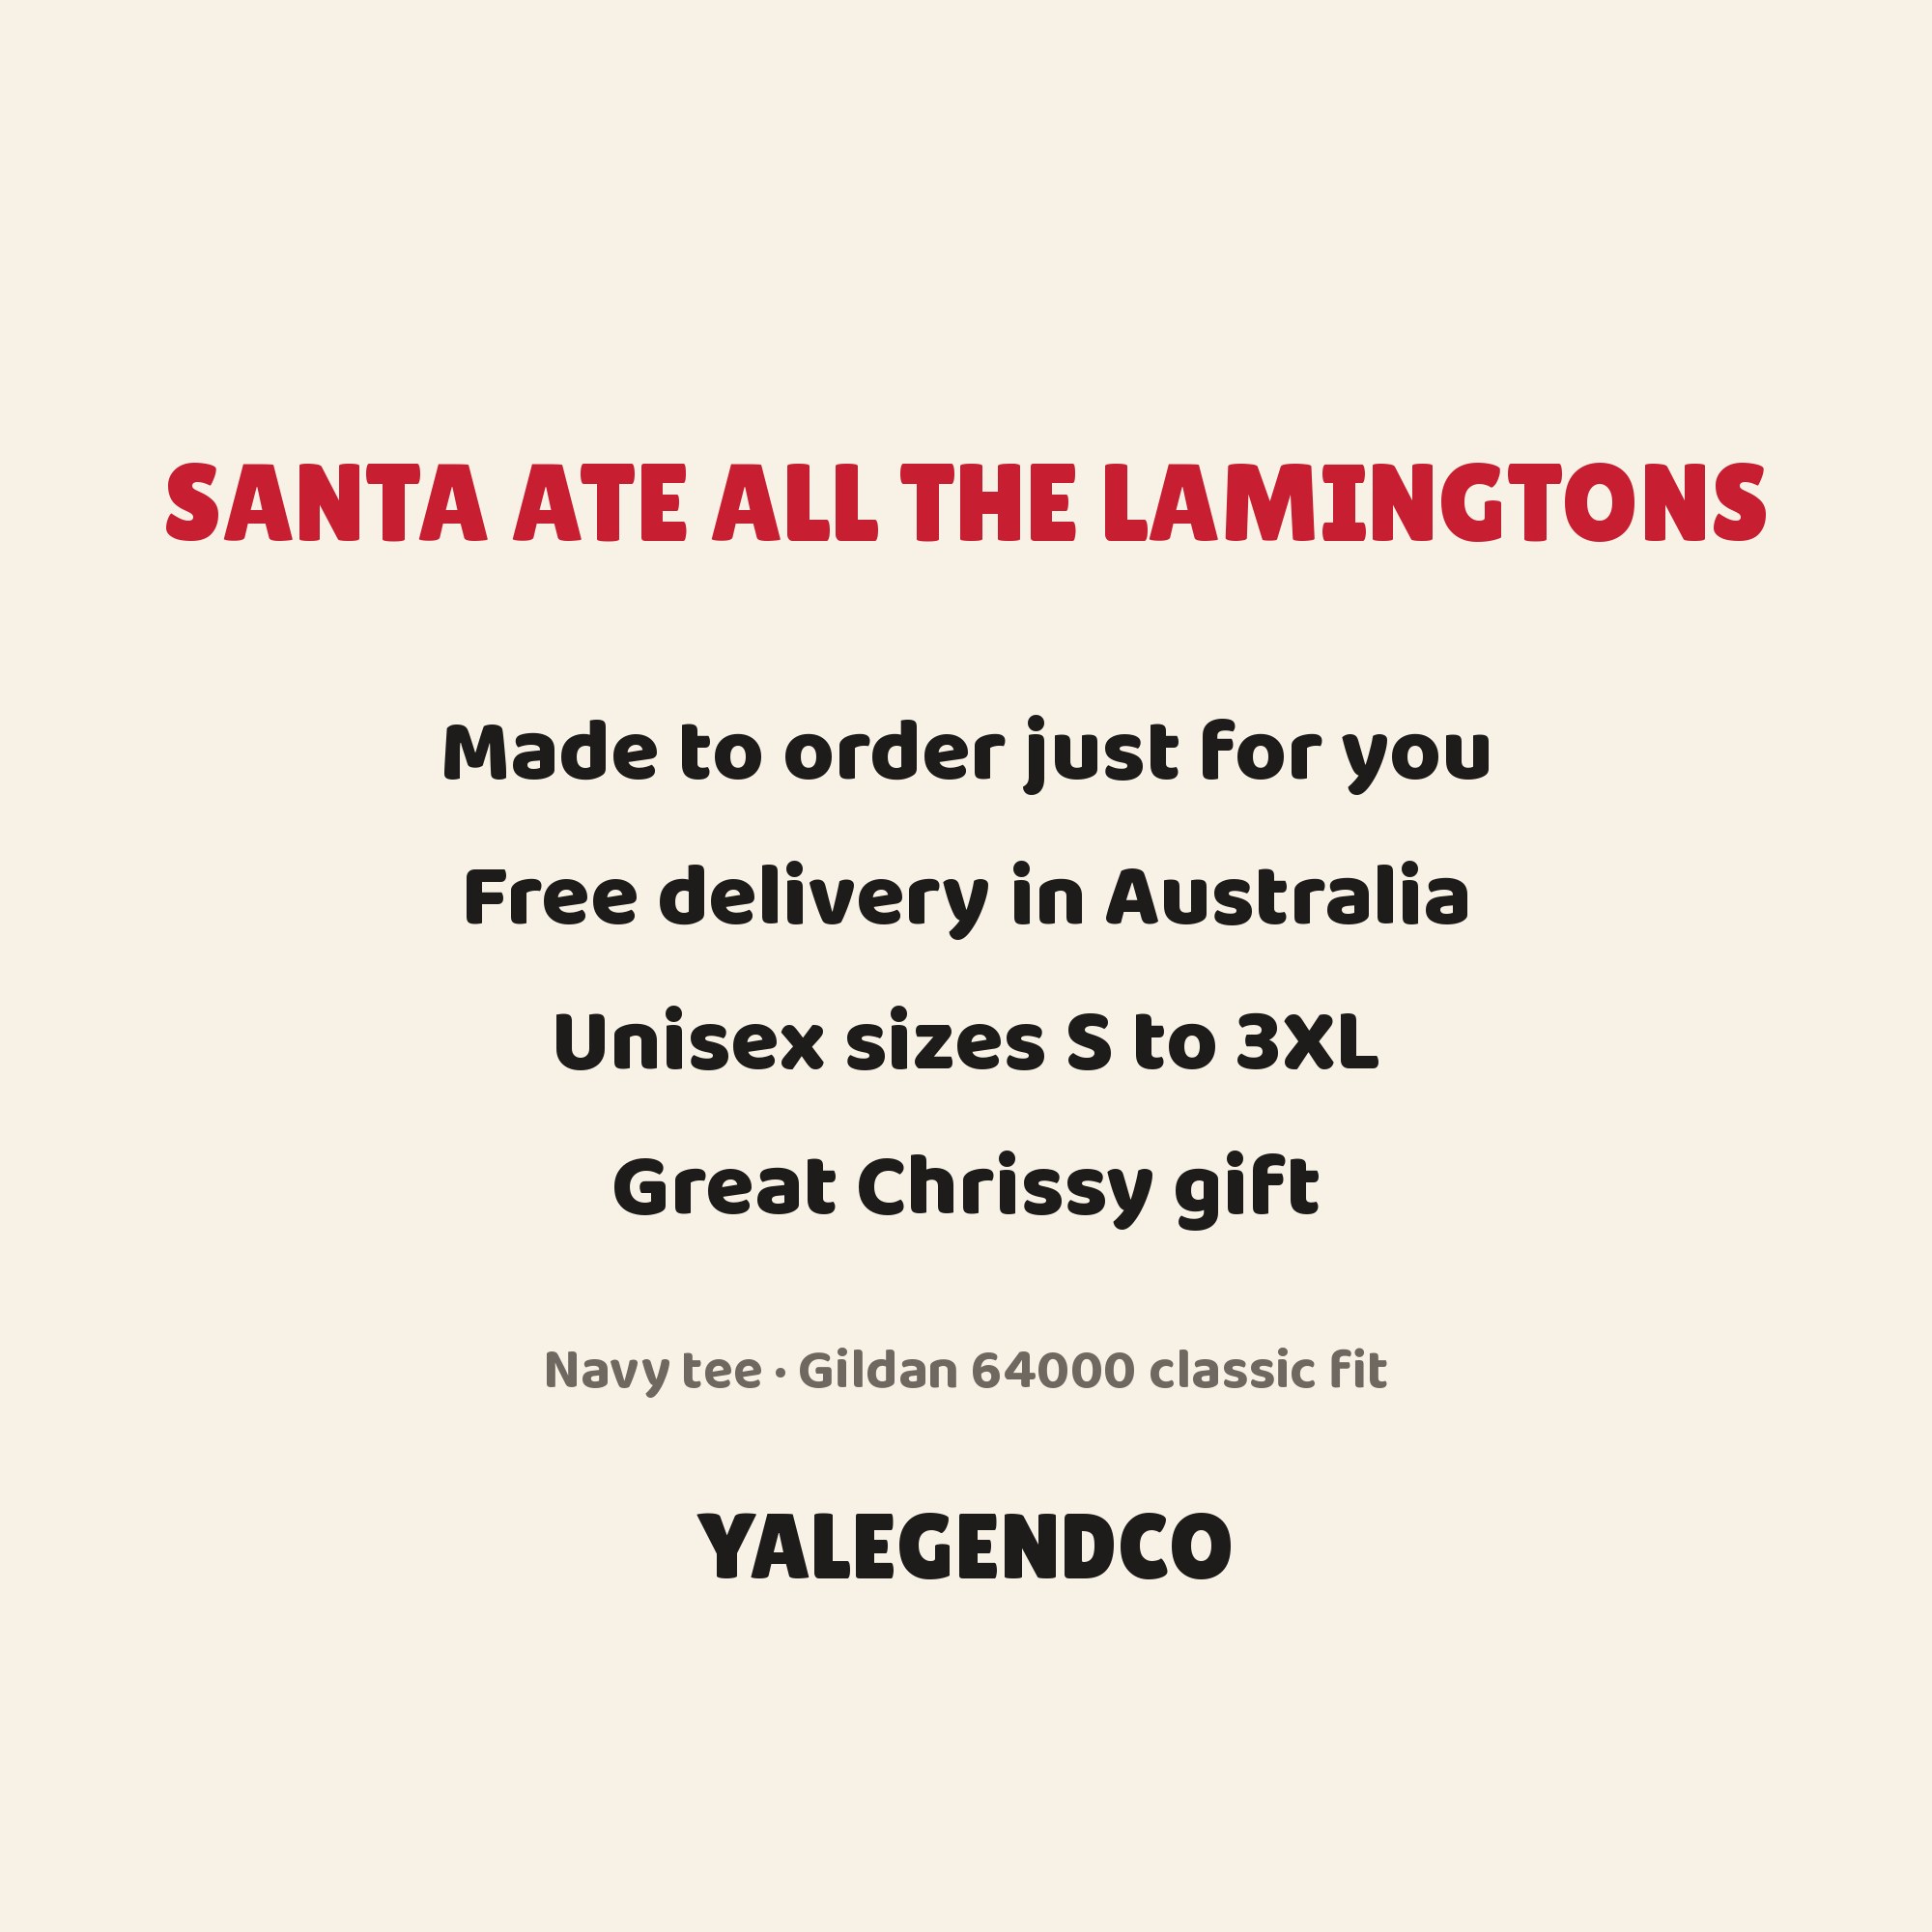 SANTA ATE ALL THE LAMINGTONS
Made to order just for you
Free delivery in Australia
Unisex sizes S to 3XL
Great Chrissy gift
Navy tee · Gildan 64000 classic fit
YALEGENDCO